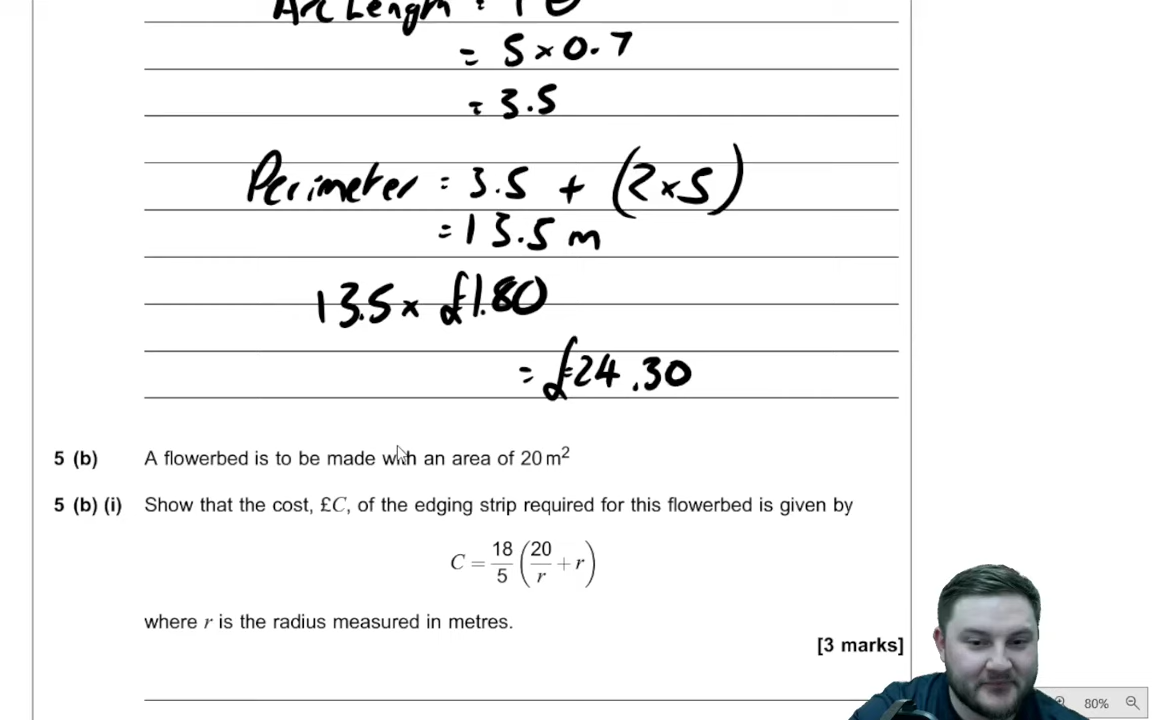 Arc Length = rθ
= 5 × 0.7
= 3.5
Perimeter = 3.5 + (2×5)
= 13.5 m
13.5 × £1.80
= £24.30
5 (b) A flowerbed is to be made with an area of 20 m²
5 (b) (i) Show that the cost, £C, of the edging strip required for this flowerbed is given by
C = 18/5 (20/r + r)
where r is the radius measured in metres.
[3 marks]
80%